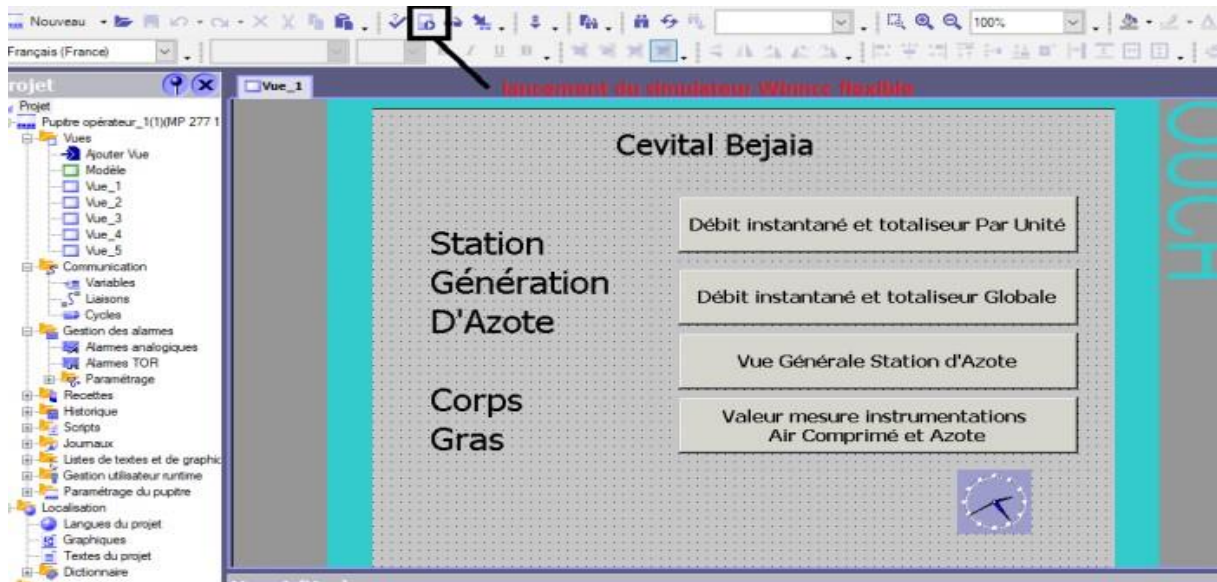 Nouveau
100%
Français (France)
rojet
Vue_1
lancement du simulateur Winncc flexible
Projet
Pupitre opérateur_1(1)(MP 277 1
Vues
Ajouter Vue
Modèle
Vue_1
Vue_2
Vue_3
Vue_4
Vue_5
Communication
Variables
Liaisons
Cycles
Gestion des alarmes
Alarmes analogiques
Alarmes TOR
Paramétrage
Recettes
Historique
Scripts
Journaux
Listes de textes et de graphic
Gestion utilisateur runtime
Paramétrage du pupitre
Localisation
Langues du projet
Graphiques
Textes du projet
Dictionnaire
Cevital Bejaia
Station
Génération
D'Azote
Corps
Gras
Débit instantané et totaliseur Par Unité
Débit instantané et totaliseur Globale
Vue Générale Station d'Azote
Valeur mesure instrumentations
Air Comprimé et Azote
OUCH